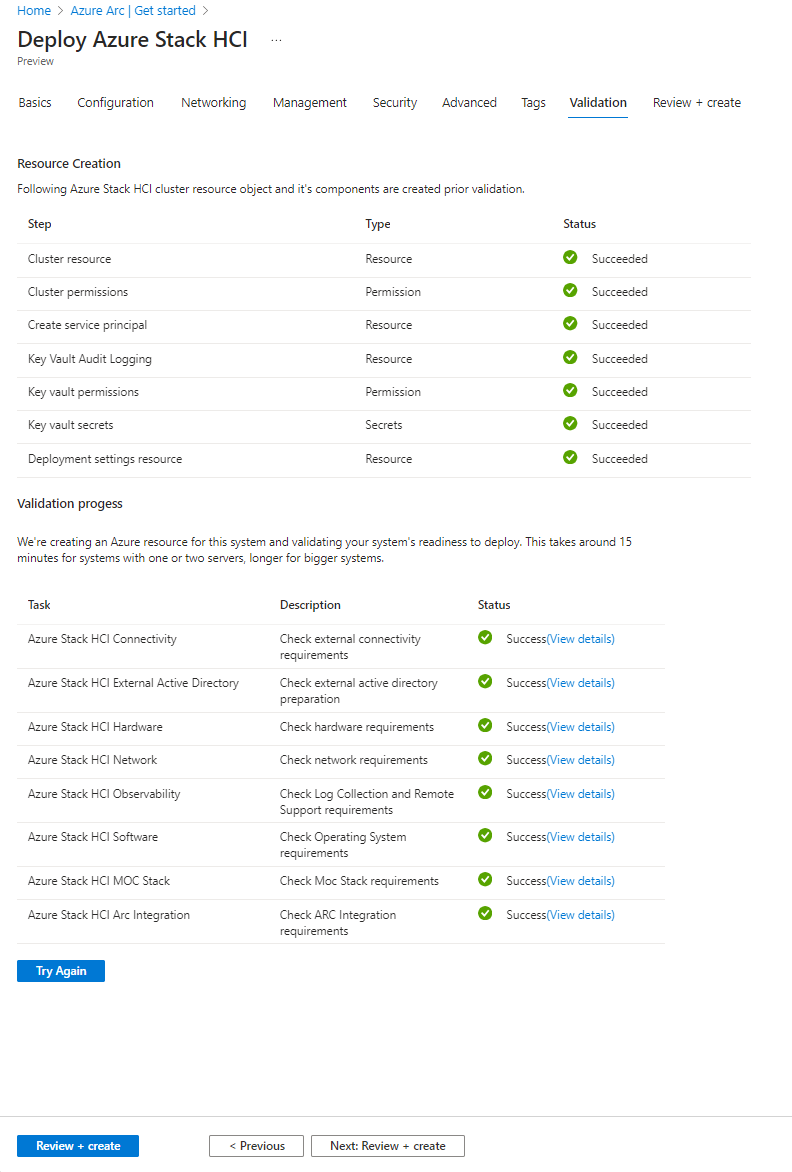 Home > Azure Arc | Get started >
Deploy Azure Stack HCI ...
Preview
Basics Configuration Networking Management Security Advanced Tags Validation Review + create
Resource Creation
Following Azure Stack HCI cluster resource object and it's components are created prior validation.
Step Type Status
Cluster resource Resource Succeeded
Cluster permissions Permission Succeeded
Create service principal Resource Succeeded
Key Vault Audit Logging Resource Succeeded
Key vault permissions Permission Succeeded
Key vault secrets Secrets Succeeded
Deployment settings resource Resource Succeeded
Validation progess
We're creating an Azure resource for this system and validating your system's readiness to deploy. This takes around 15
minutes for systems with one or two servers, longer for bigger systems.
Task Description Status
Azure Stack HCI Connectivity Check external connectivity Success(View details)
requirements
Azure Stack HCI External Active Directory Check external active directory Success(View details)
preparation
Azure Stack HCI Hardware Check hardware requirements Success(View details)
Azure Stack HCI Network Check network requirements Success(View details)
Azure Stack HCI Observability Check Log Collection and Remote Success(View details)
Support requirements
Azure Stack HCI Software Check Operating System Success(View details)
requirements
Azure Stack HCI MOC Stack Check Moc Stack requirements Success(View details)
Azure Stack HCI Arc Integration Check ARC Integration Success(View details)
requirements
Try Again
Review + create < Previous Next: Review + create